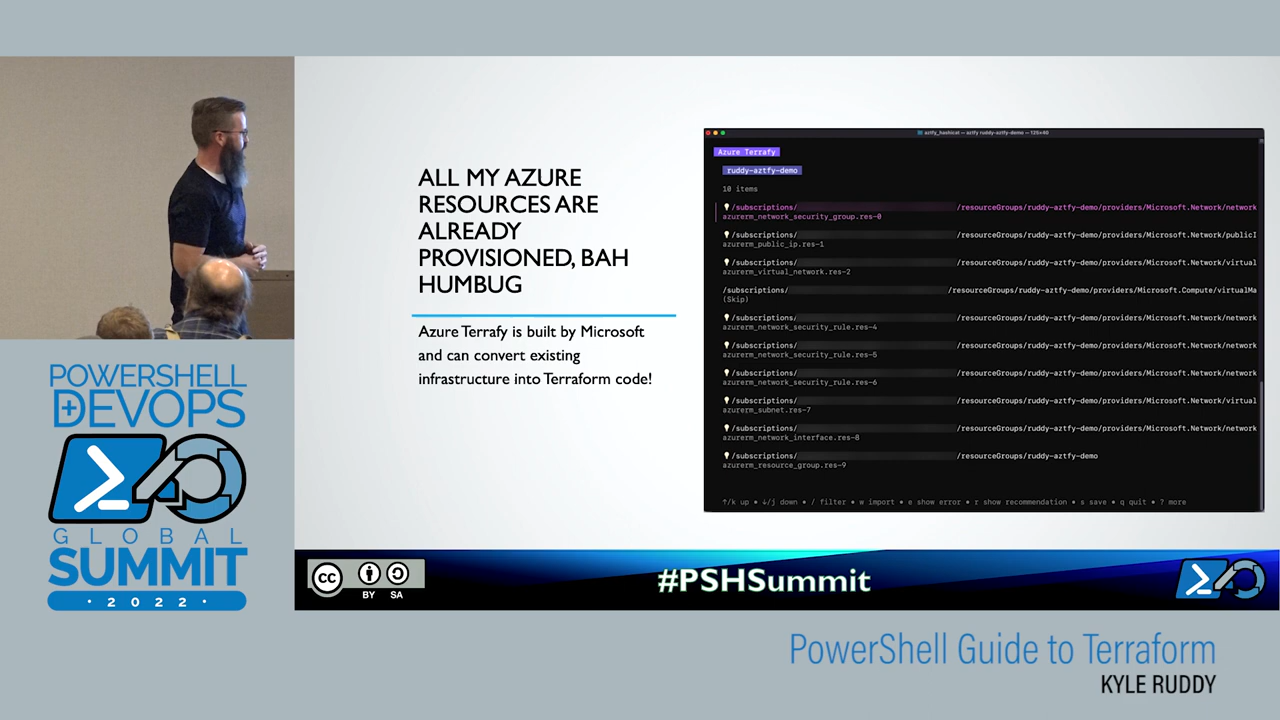 ALL MY AZURE
RESOURCES ARE
ALREADY
PROVISIONED, BAH
HUMBUG
Azure Terrafy is built by Microsoft
and can convert existing
infrastructure into Terraform code!
aztfy_hashicat — aztfy ruddy-aztfy-demo — 125×40
Azure Terrafy
ruddy-aztfy-demo
10 items
/subscriptions/ /resourceGroups/ruddy-aztfy-demo/providers/Microsoft.Network/network
azurerm_network_security_group.res-0
/subscriptions/ /resourceGroups/ruddy-aztfy-demo/providers/Microsoft.Network/publicI
azurerm_public_ip.res-1
/subscriptions/ /resourceGroups/ruddy-aztfy-demo/providers/Microsoft.Network/virtual
azurerm_virtual_network.res-2
/subscriptions/ /resourceGroups/ruddy-aztfy-demo/providers/Microsoft.Compute/virtualMa
(Skip)
/subscriptions/ /resourceGroups/ruddy-aztfy-demo/providers/Microsoft.Network/network
azurerm_network_security_rule.res-4
/subscriptions/ /resourceGroups/ruddy-aztfy-demo/providers/Microsoft.Network/network
azurerm_network_security_rule.res-5
/subscriptions/ /resourceGroups/ruddy-aztfy-demo/providers/Microsoft.Network/network
azurerm_network_security_rule.res-6
/subscriptions/ /resourceGroups/ruddy-aztfy-demo/providers/Microsoft.Network/virtual
azurerm_subnet.res-7
/subscriptions/ /resourceGroups/ruddy-aztfy-demo/providers/Microsoft.Network/network
azurerm_network_interface.res-8
/subscriptions/ /resourceGroups/ruddy-aztfy-demo
azurerm_resource_group.res-9
↑/k up • ↓/j down • / filter • w import • e show error • r show recommendation • s save • q quit • ? more
POWERSHELL
DEVOPS
GLOBAL
SUMMIT
· 2022 ·
CC
BY SA
#PSHSummit
PowerShell Guide to Terraform
KYLE RUDDY